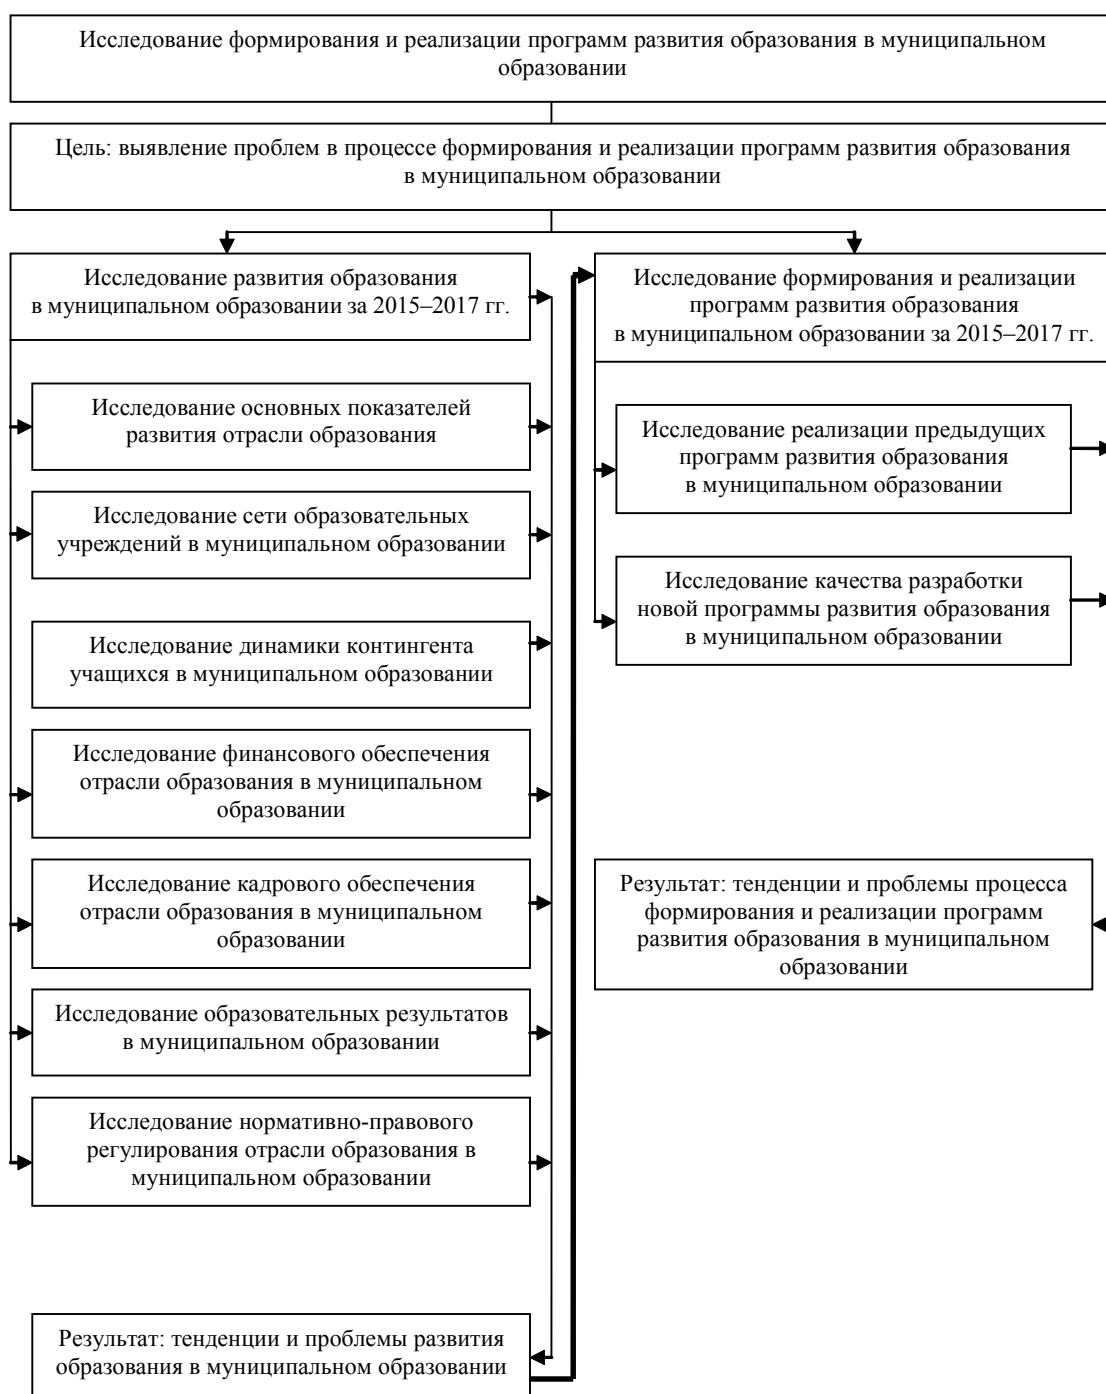 Исследование формирования и реализации программ развития образования в муниципальном
образовании
Цель: выявление проблем в процессе формирования и реализации программ развития образования
в муниципальном образовании
Исследование развития образования
в муниципальном образовании за 2015–2017 гг.
Исследование основных показателей
развития отрасли образования
Исследование сети образовательных
учреждений в муниципальном образовании
Исследование динамики контингента
учащихся в муниципальном образовании
Исследование финансового обеспечения
отрасли образования в муниципальном
образовании
Исследование кадрового обеспечения
отрасли образования в муниципальном
образовании
Исследование образовательных результатов
в муниципальном образовании
Исследование нормативно-правового
регулирования отрасли образования в
муниципальном образовании
Результат: тенденции и проблемы развития
образования в муниципальном образовании
Исследование формирования и реализации
программ развития образования
в муниципальном образовании за 2015–2017 гг.
Исследование реализации предыдущих
программ развития образования
в муниципальном образовании
Исследование качества разработки
новой программы развития образования
в муниципальном образовании
Результат: тенденции и проблемы процесса
формирования и реализации программ
развития образования в муниципальном
образовании